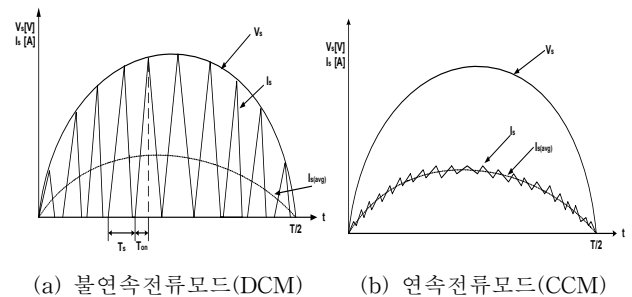 Vs[V]
Is [A]
Vs
Is
Is(avg)
Ts
Ton
T/2
t
Vs[V]
Is [A]
Vs
Is
Is(avg)
t
T/2
(a) 불연속전류모드(DCM)
(b) 연속전류모드(CCM)